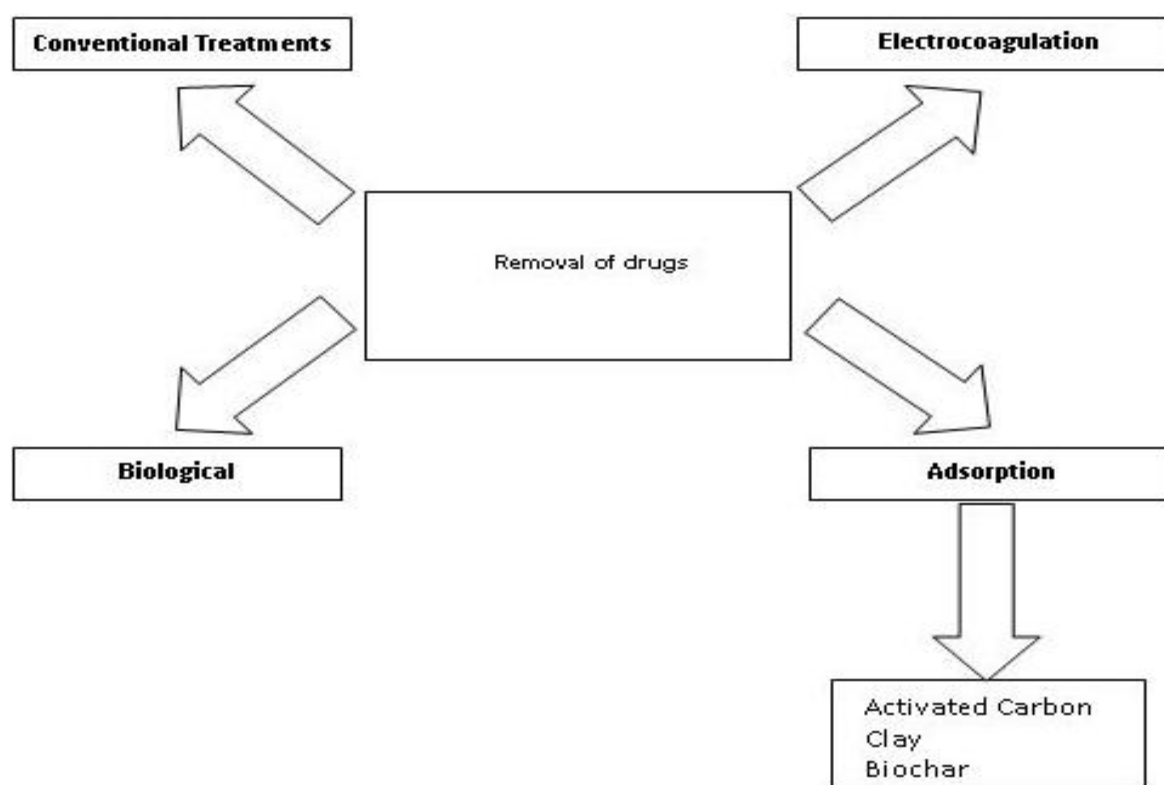 Conventional Treatments
Electrocoagulation
Removal of drugs
Biological
Adsorption
Activated Carbon
Clay
Biochar